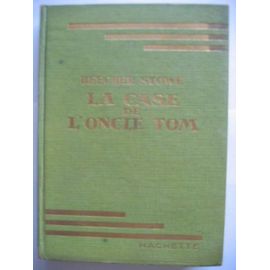 BEECHER STOWE
LA CASE
DE
L'ONCLE TOM
HACHETTE